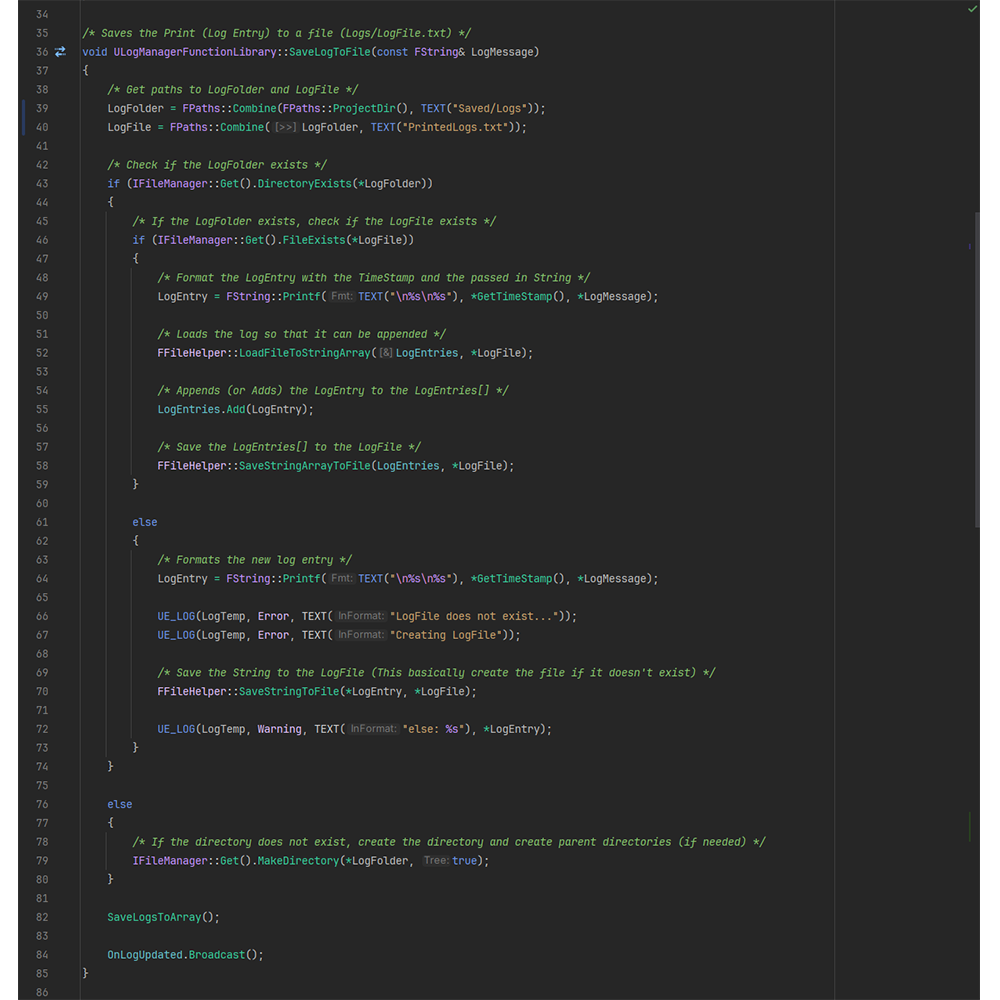 34
35 /* Saves the Print (Log Entry) to a file (Logs/LogFile.txt) */
36 void ULogManagerFunctionLibrary::SaveLogToFile(const FString& LogMessage)
37 {
38 /* Get paths to LogFolder and LogFile */
39 LogFolder = FPaths::Combine(FPaths::ProjectDir(), TEXT("Saved/Logs"));
40 LogFile = FPaths::Combine([>>] LogFolder, TEXT("PrintedLogs.txt"));
41
42 /* Check if the LogFolder exists */
43 if (IFileManager::Get().DirectoryExists(*LogFolder))
44 {
45 /* If the LogFolder exists, check if the LogFile exists */
46 if (IFileManager::Get().FileExists(*LogFile))
47 {
48 /* Format the LogEntry with the TimeStamp and the passed in String */
49 LogEntry = FString::Printf( Fmt: TEXT("\n%s\n%s"), *GetTimeStamp(), *LogMessage);
50
51 /* Loads the log so that it can be appended */
52 FFileHelper::LoadFileToStringArray([&] LogEntries, *LogFile);
53
54 /* Appends (or Adds) the LogEntry to the LogEntries[] */
55 LogEntries.Add(LogEntry);
56
57 /* Save the LogEntries[] to the LogFile */
58 FFileHelper::SaveStringArrayToFile(LogEntries, *LogFile);
59 }
60
61 else
62 {
63 /* Formats the new log entry */
64 LogEntry = FString::Printf( Fmt: TEXT("\n%s\n%s"), *GetTimeStamp(), *LogMessage);
65
66 UE_LOG(LogTemp, Error, TEXT( InFormat: "LogFile does not exist..."));
67 UE_LOG(LogTemp, Error, TEXT( InFormat: "Creating LogFile"));
68
69 /* Save the String to the LogFile (This basically create the file if it doesn't exist) */
70 FFileHelper::SaveStringToFile(*LogEntry, *LogFile);
71
72 UE_LOG(LogTemp, Warning, TEXT( InFormat: "else: %s"), *LogEntry);
73 }
74 }
75
76 else
77 {
78 /* If the directory does not exist, create the directory and create parent directories (if needed) */
79 IFileManager::Get().MakeDirectory(*LogFolder, Tree: true);
80 }
81
82 SaveLogsToArray();
83
84 OnLogUpdated.Broadcast();
85 }
86